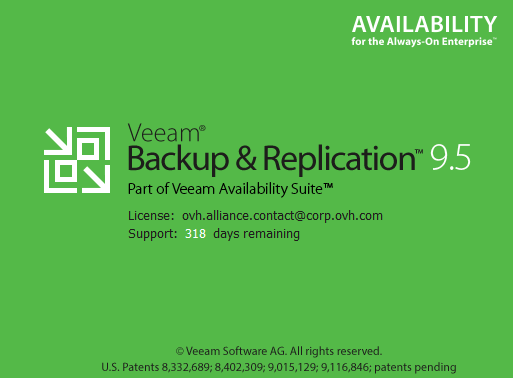 AVAILABILITY
for the Always-On Enterprise™
Veeam®
Backup & Replication™ 9.5
Part of Veeam Availability Suite™
License: ovh.alliance.contact@corp.ovh.com
Support: 318 days remaining
© Veeam Software AG. All rights reserved.
U.S. Patents 8,332,689; 8,402,309; 9,015,129; 9,116,846; patents pending